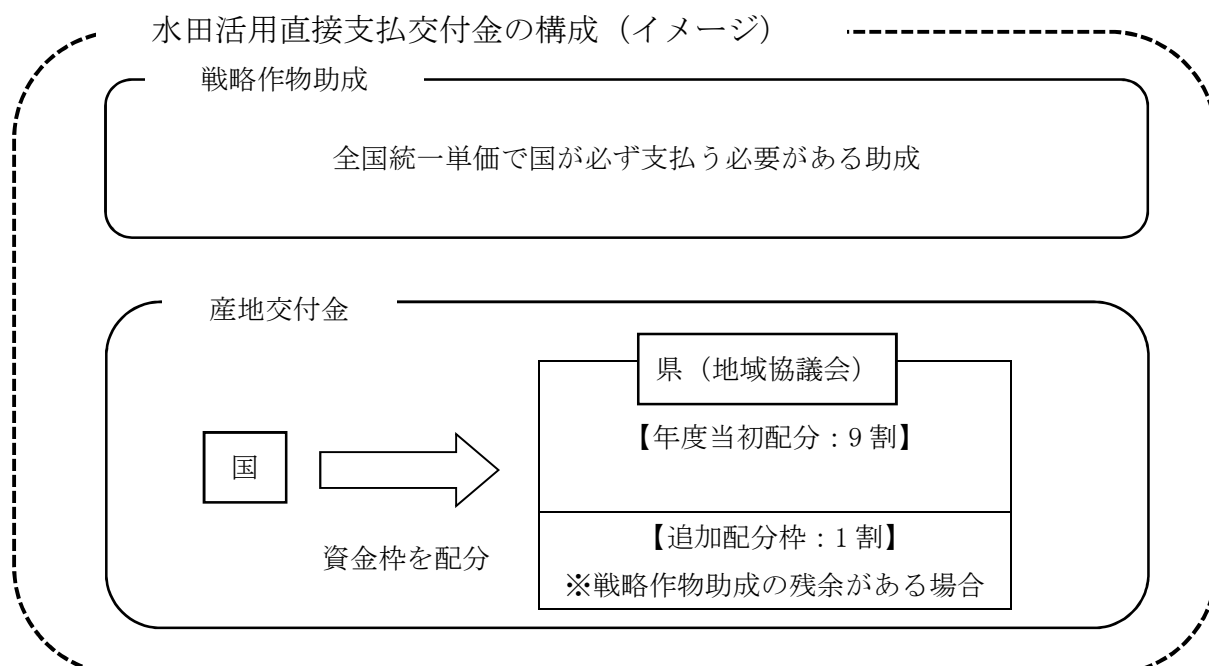 水田活用直接支払交付金の構成（イメージ）
戦略作物助成
全国統一単価で国が必ず支払う必要がある助成
産地交付金
県（地域協議会）
【年度当初配分：9割】
国
【追加配分枠：1割】
資金枠を配分
※戦略作物助成の残余がある場合